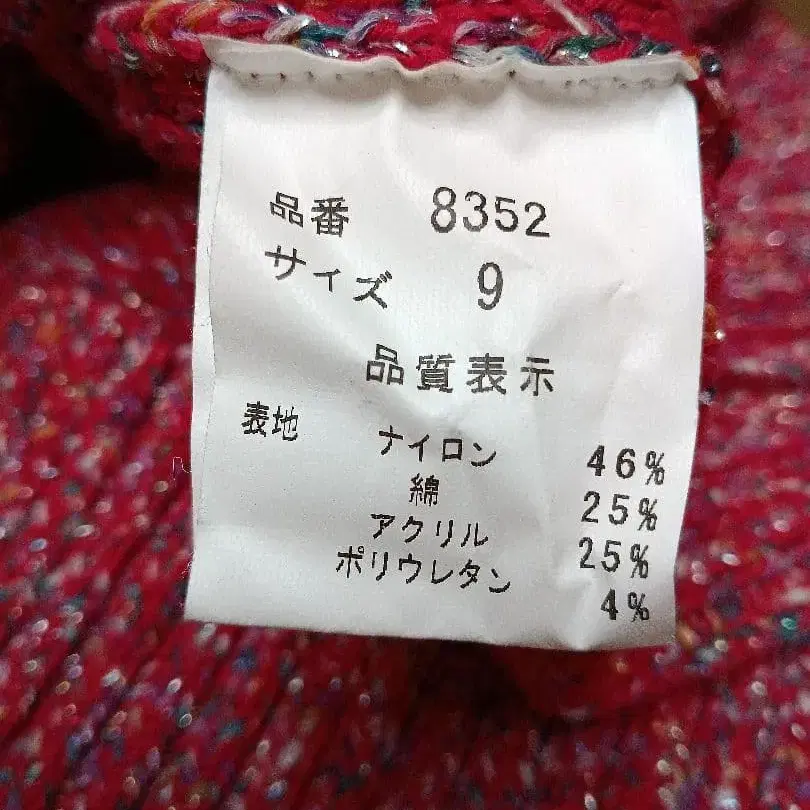 品番 8352
サイズ 9
品質表示
表地 ナイロン 46%
綿 25%
アクリル 25%
ポリウレタン 4%